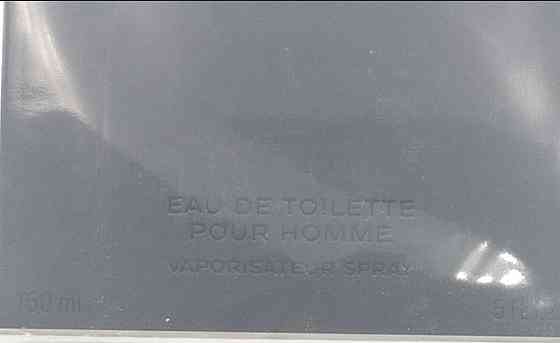 EAU DE TOILETTE
POUR HOMME
VAPORISATEUR SPRAY
150 ml